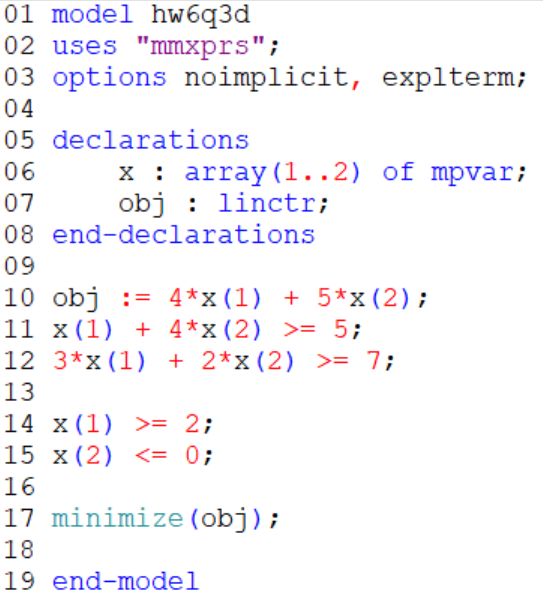 01 model hw6q3d
02 uses "mmxprs";
03 options noimplicit, explterm;
04
05 declarations
06     x : array(1..2) of mpvar;
07     obj : linctr;
08 end-declarations
09
10 obj := 4*x(1) + 5*x(2);
11 x(1) + 4*x(2) >= 5;
12 3*x(1) + 2*x(2) >= 7;
13
14 x(1) >= 2;
15 x(2) <= 0;
16
17 minimize(obj);
18
19 end-model